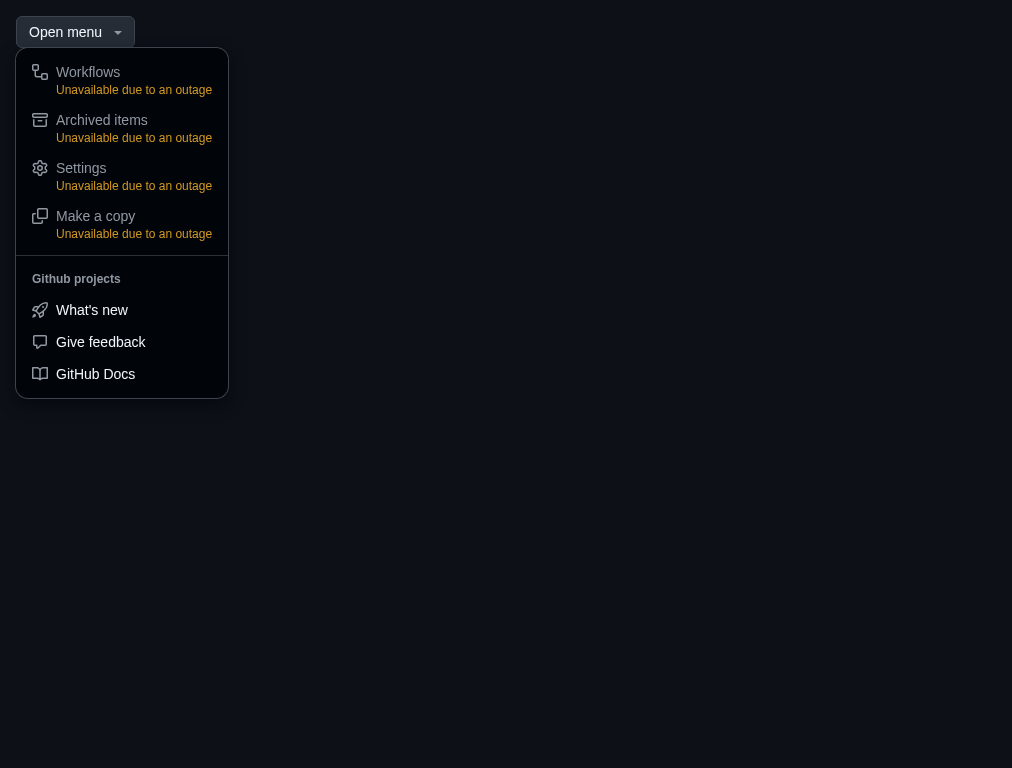 Open menu
Workflows
Unavailable due to an outage
Archived items
Unavailable due to an outage
Settings
Unavailable due to an outage
Make a copy
Unavailable due to an outage
Github projects
What's new
Give feedback
GitHub Docs